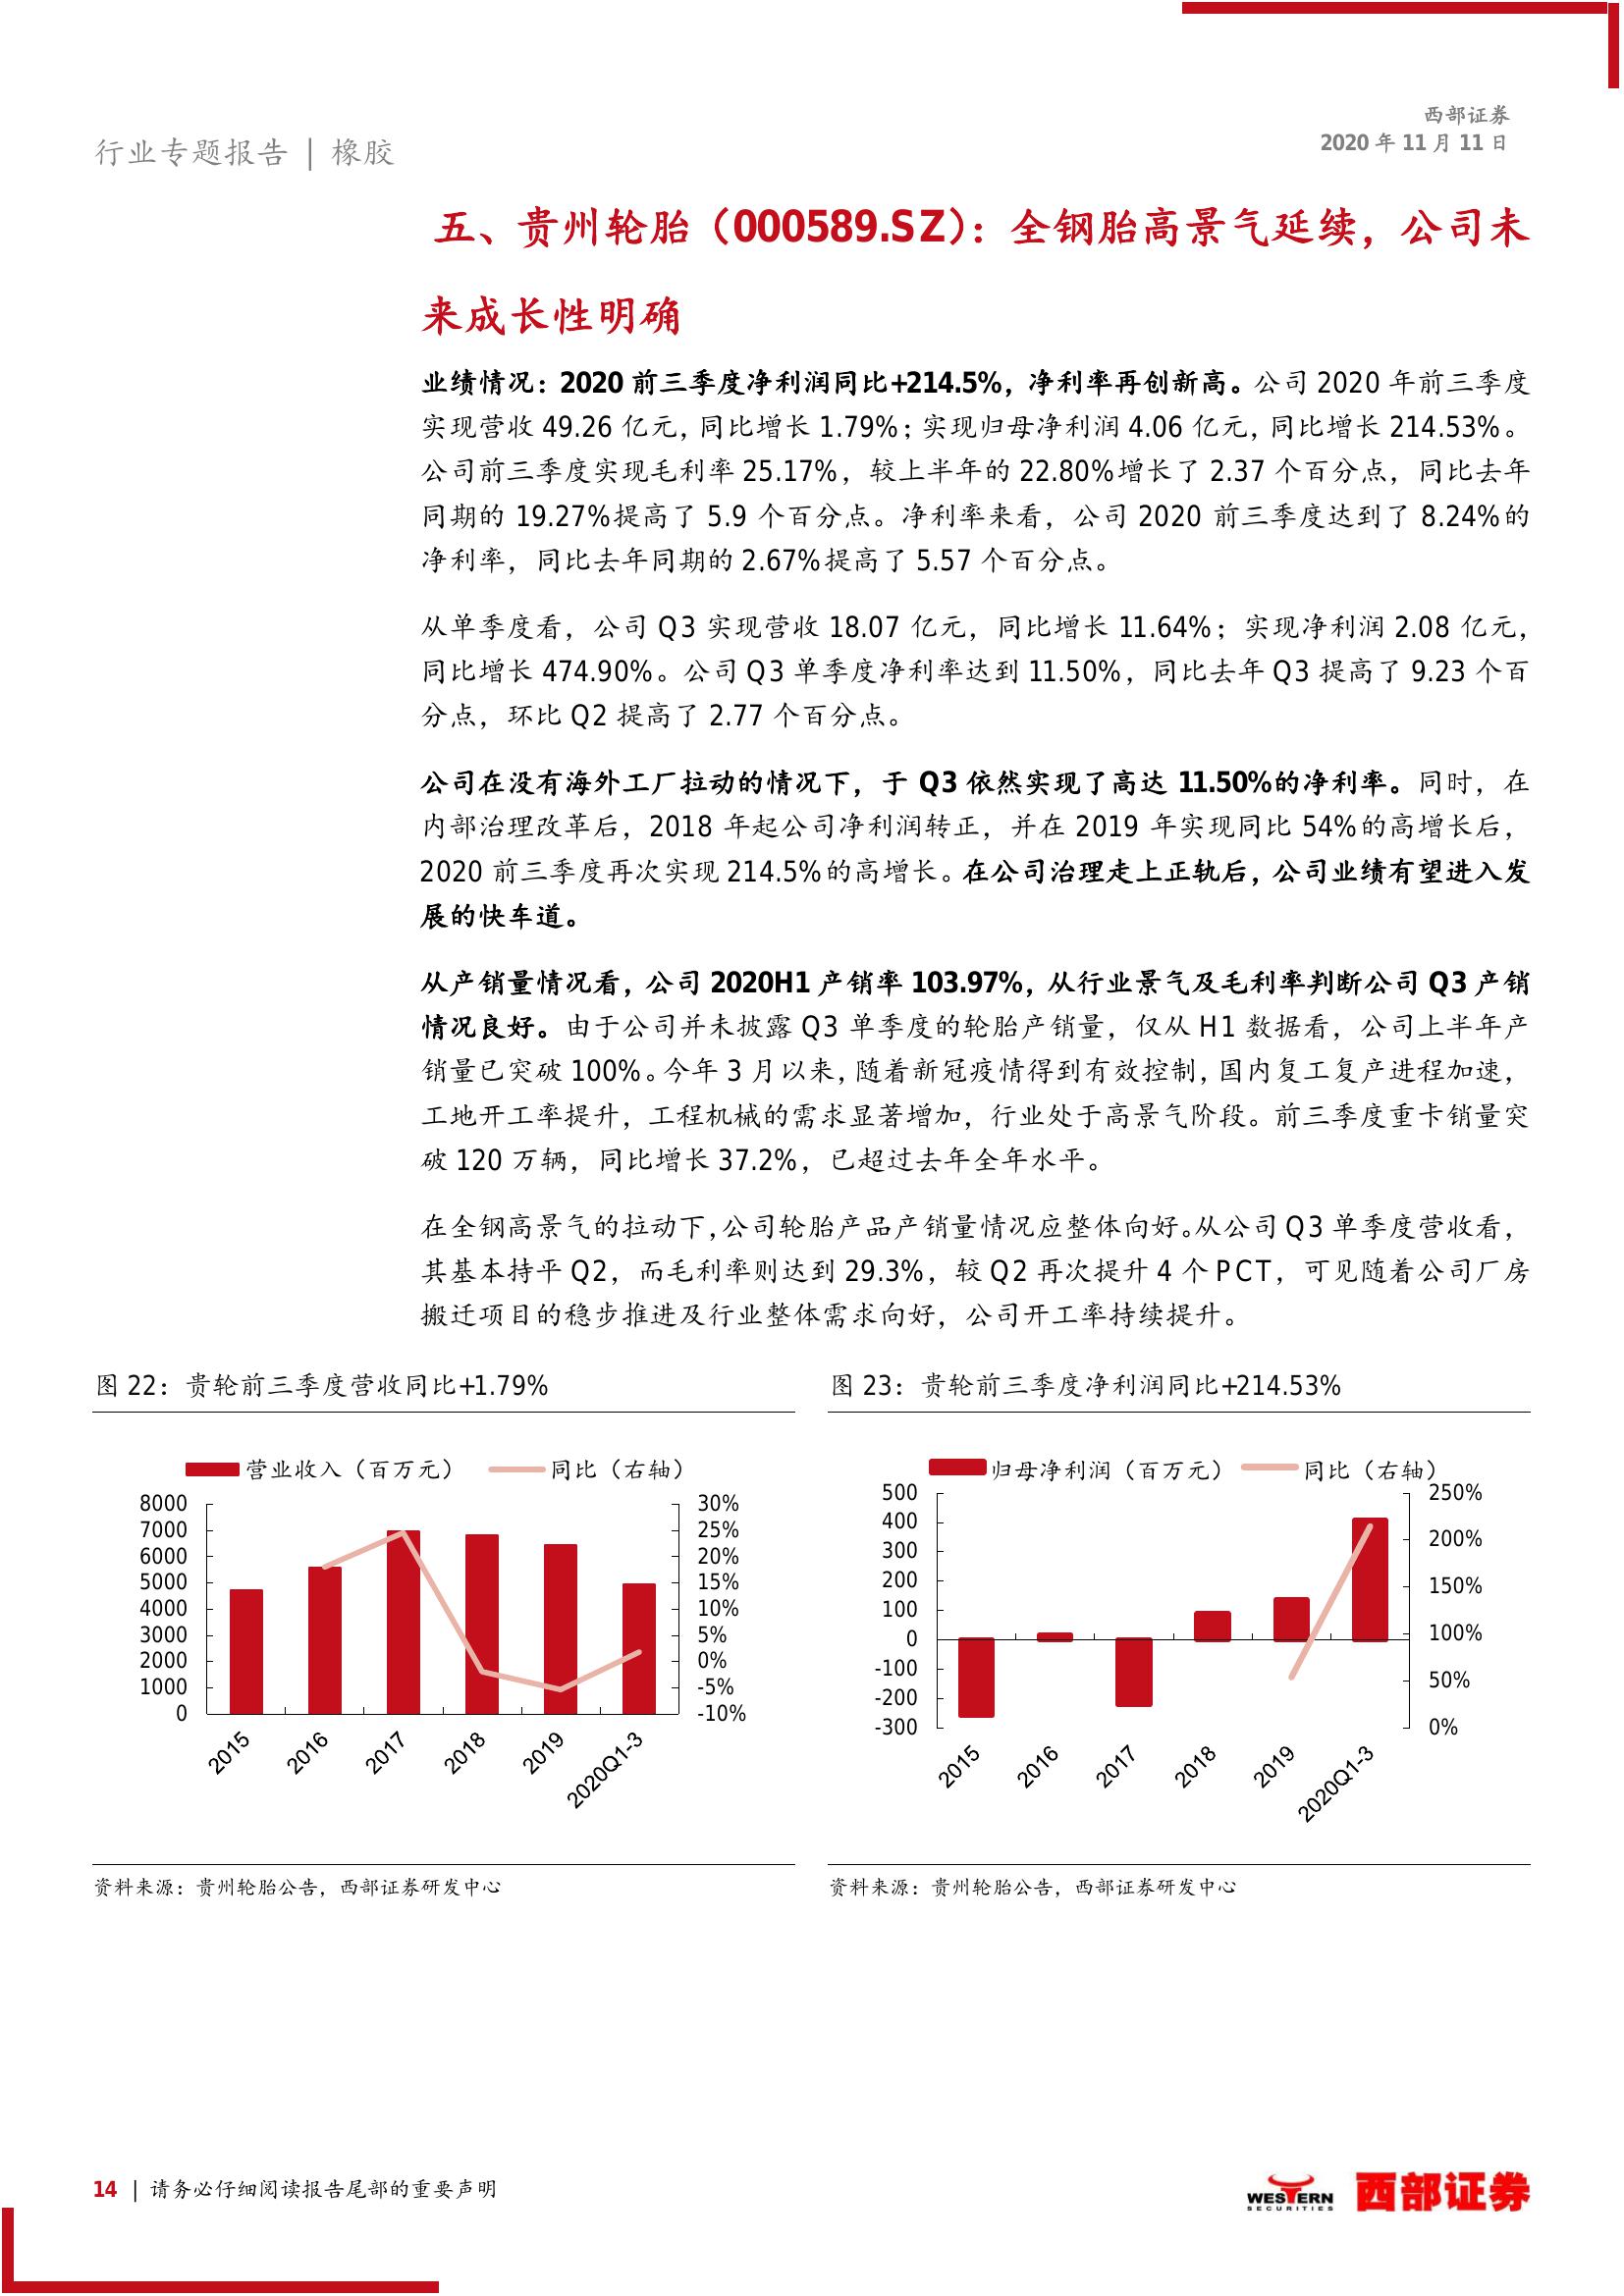 西部证券
2020 年 11 月 11 日
行业专题报告 | 橡胶
五、贵州轮胎（000589.SZ）：全钢胎高景气延续，公司未
来成长性明确
业绩情况：2020 前三季度净利润同比+214.5%，净利率再创新高。公司 2020 年前三季度
实现营收 49.26 亿元，同比增长 1.79%；实现归母净利润 4.06 亿元，同比增长 214.53%。
公司前三季度实现毛利率 25.17%，较上半年的 22.80%增长了 2.37 个百分点，同比去年
同期的 19.27%提高了 5.9 个百分点。净利率来看，公司 2020 前三季度达到了 8.24%的
净利率，同比去年同期的 2.67%提高了 5.57 个百分点。
从单季度看，公司 Q3 实现营收 18.07 亿元，同比增长 11.64%；实现净利润 2.08 亿元，
同比增长 474.90%。公司 Q3 单季度净利率达到 11.50%，同比去年 Q3 提高了 9.23 个百
分点，环比 Q2 提高了 2.77 个百分点。
公司在没有海外工厂拉动的情况下，于 Q3 依然实现了高达 11.50%的净利率。同时，在
内部治理改革后，2018 年起公司净利润转正，并在 2019 年实现同比 54%的高增长后，
2020 前三季度再次实现 214.5%的高增长。在公司治理走上正轨后，公司业绩有望进入发
展的快车道。
从产销量情况看，公司 2020H1 产销率 103.97%，从行业景气及毛利率判断公司 Q3 产销
情况良好。由于公司并未披露 Q3 单季度的轮胎产销量，仅从 H1 数据看，公司上半年产
销量已突破 100%。今年 3 月以来，随着新冠疫情得到有效控制，国内复工复产进程加速，
工地开工率提升，工程机械的需求显著增加，行业处于高景气阶段。前三季度重卡销量突
破 120 万辆，同比增长 37.2%，已超过去年全年水平。
在全钢高景气的拉动下，公司轮胎产品产销量情况应整体向好。从公司 Q3 单季度营收看，
其基本持平 Q2，而毛利率则达到 29.3%，较 Q2 再次提升 4 个 PCT，可见随着公司厂房
搬迁项目的稳步推进及行业整体需求向好，公司开工率持续提升。
图 22：贵轮前三季度营收同比+1.79%
营业收入（百万元） 同比（右轴）
8000 30%
7000 25%
6000 20%
5000 15%
4000 10%
3000 5%
2000 0%
1000 -5%
0 -10%
2015 2016 2017 2018 2019 2020Q1-3
资料来源：贵州轮胎公告，西部证券研发中心
图 23：贵轮前三季度净利润同比+214.53%
归母净利润（百万元） 同比（右轴）
500 250%
400
300 200%
200 150%
100
0 100%
-100 50%
-200
-300 0%
2015 2016 2017 2018 2019 2020Q1-3
资料来源：贵州轮胎公告，西部证券研发中心
14 | 请务必仔细阅读报告尾部的重要声明
WESTERN
SECURITIES
西部证券